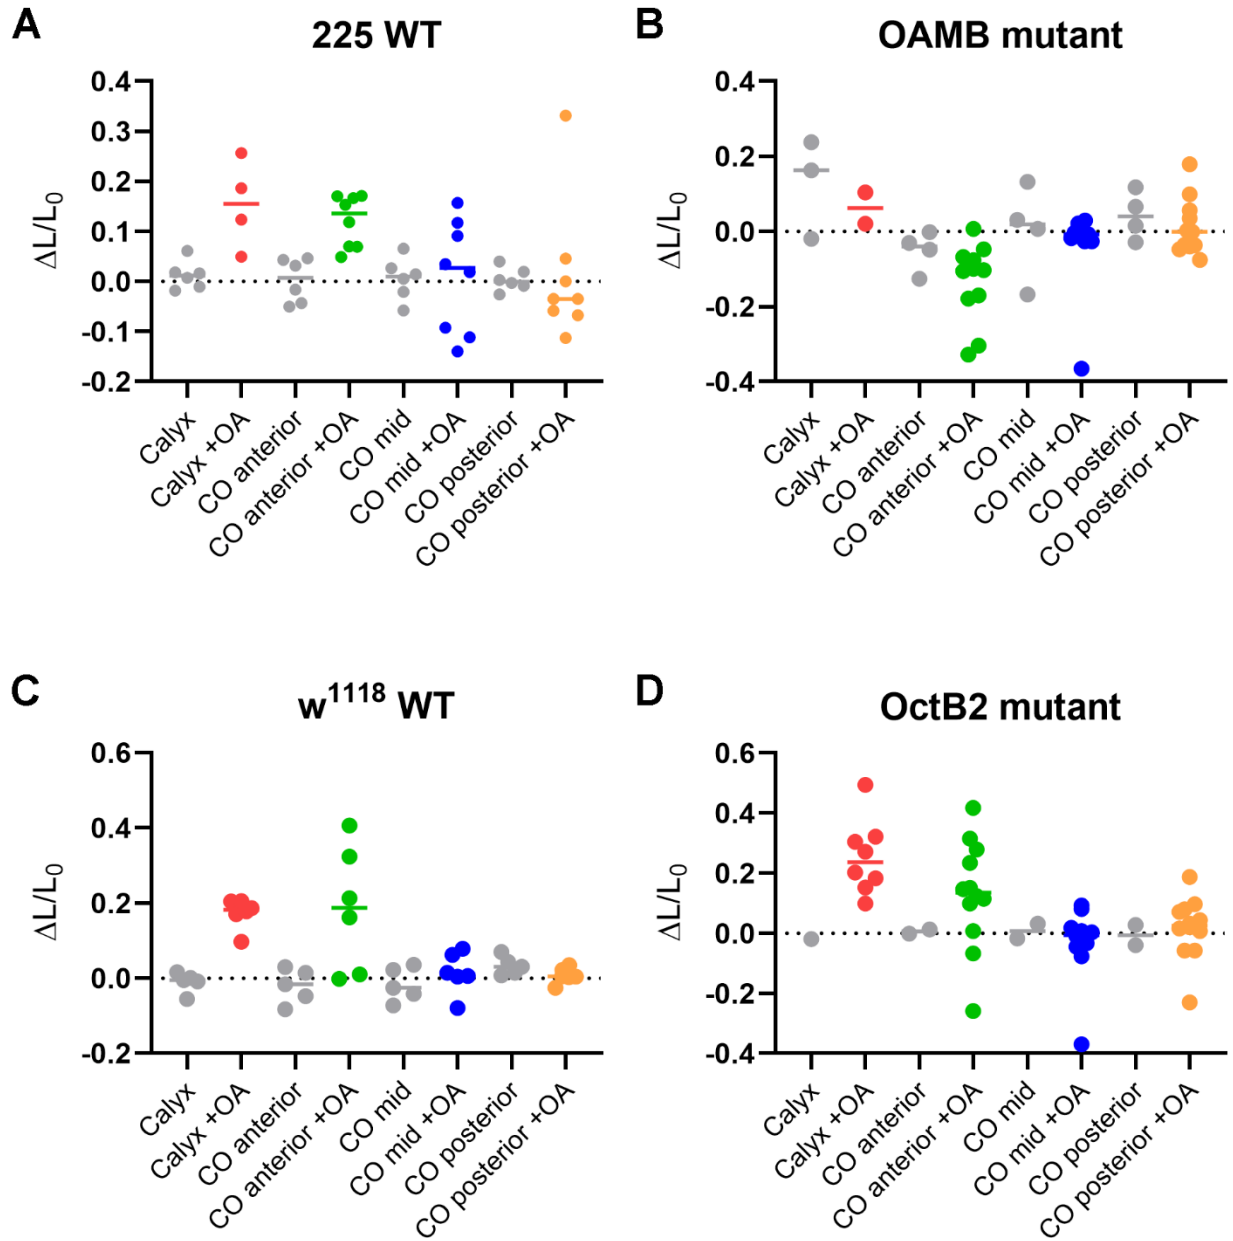 A
225 WT
ΔL/L0
0.4
0.3
0.2
0.1
0.0
-0.1
-0.2
Calyx
Calyx +OA
CO anterior
CO anterior +OA
CO mid
CO mid +OA
CO posterior
CO posterior +OA
B
OAMB mutant
ΔL/L0
0.4
0.2
0.0
-0.2
-0.4
Calyx
Calyx +OA
CO anterior
CO anterior +OA
CO mid
CO mid +OA
CO posterior
CO posterior +OA
C
w1118 WT
ΔL/L0
0.6
0.4
0.2
0.0
-0.2
Calyx
Calyx +OA
CO anterior
CO anterior +OA
CO mid
CO mid +OA
CO posterior
CO posterior +OA
D
OctB2 mutant
ΔL/L0
0.6
0.4
0.2
0.0
-0.2
-0.4
Calyx
Calyx +OA
CO anterior
CO anterior +OA
CO mid
CO mid +OA
CO posterior
CO posterior +OA